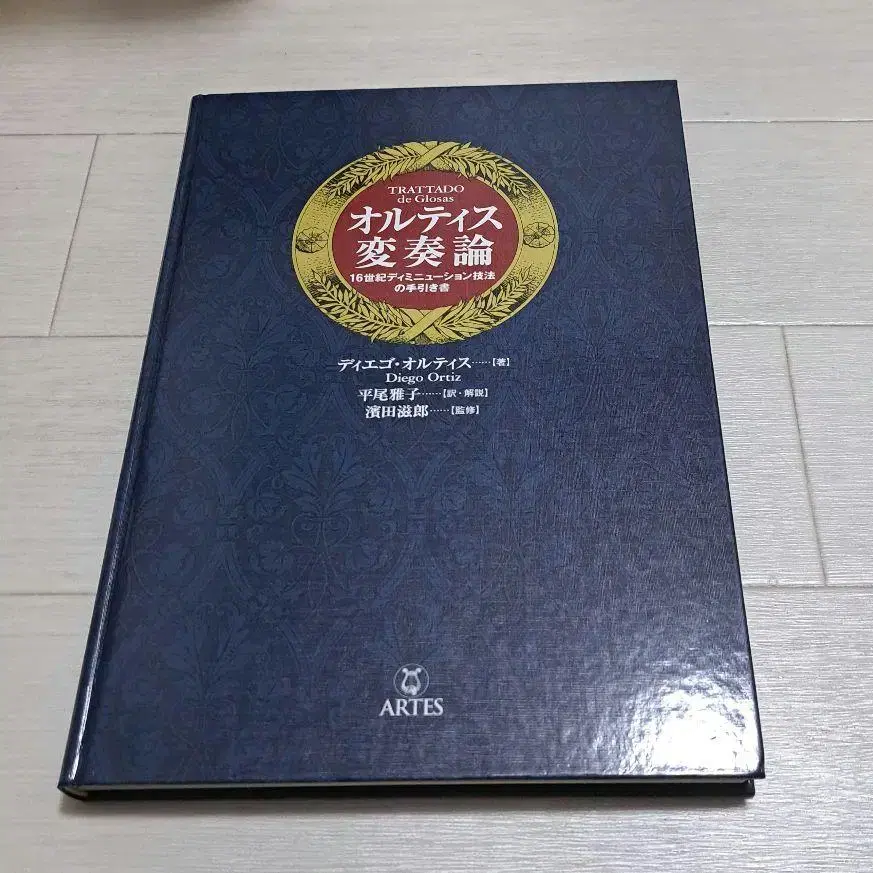 TRATTADO
de Glosas
オルティス
変奏論
16世紀ディミニューション技法
の手引き書
ディエゴ・オルティス……【著】
Diego Ortiz
平尾雅子……【訳・解説】
濱田滋郎……【監修】
ARTES